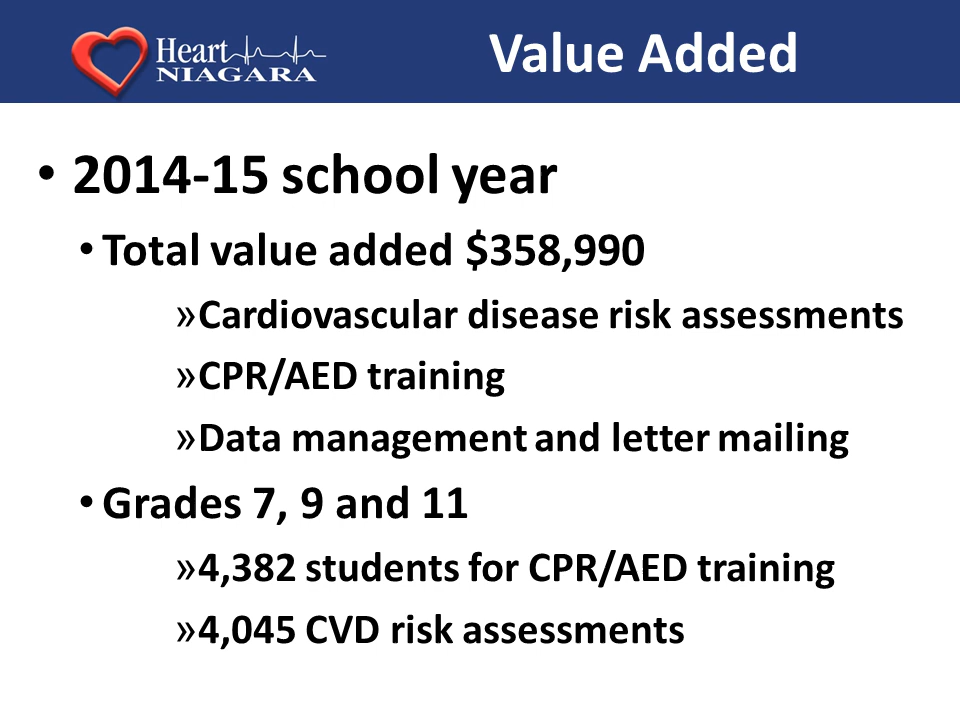 Heart
NIAGARA
Value Added
• 2014-15 school year
• Total value added $358,990
»Cardiovascular disease risk assessments
»CPR/AED training
»Data management and letter mailing
• Grades 7, 9 and 11
»4,382 students for CPR/AED training
»4,045 CVD risk assessments